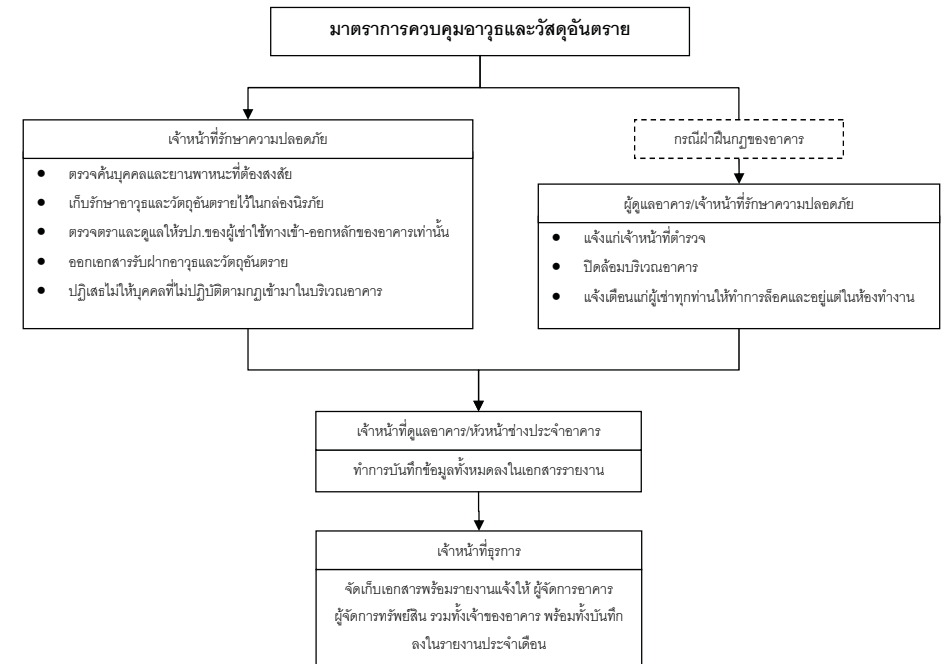 มาตราการควบคุมอาวุธและวัสดุอันตราย
เจ้าหน้าที่รักษาความปลอดภัย
● ตรวจค้นบุคคลและยานพาหนะที่ต้องสงสัย
● เก็บรักษาอาวุธและวัตถุอันตรายไว้ในกล่องนิรภัย
● ตรวจตราและดูแลให้รปภ.ของผู้เช่าใช้ทางเข้า-ออกหลักของอาคารเท่านั้น
● ออกเอกสารรับฝากอาวุธและวัตถุอันตราย
● ปฏิเสธไม่ให้บุคคลที่ไม่ปฏิบัติตามกฎเข้ามาในบริเวณอาคาร
กรณีฝ่าฝืนกฎของอาคาร
ผู้ดูแลอาคาร/เจ้าหน้าที่รักษาความปลอดภัย
● แจ้งแก่เจ้าหน้าที่ตำรวจ
● ปิดล้อมบริเวณอาคาร
● แจ้งเตือนแก่ผู้เช่าทุกท่านให้ทำการล็อคและอยู่แต่ในห้องทำงาน
เจ้าหน้าที่ดูแลอาคาร/หัวหน้าช่างประจำอาคาร
ทำการบันทึกข้อมูลทั้งหมดลงในเอกสารรายงาน
เจ้าหน้าที่ธุรการ
จัดเก็บเอกสารพร้อมรายงานแจ้งให้ ผู้จัดการอาคาร
ผู้จัดการทรัพย์สิน รวมทั้งเจ้าของอาคาร พร้อมทั้งบันทึก
ลงในรายงานประจำเดือน